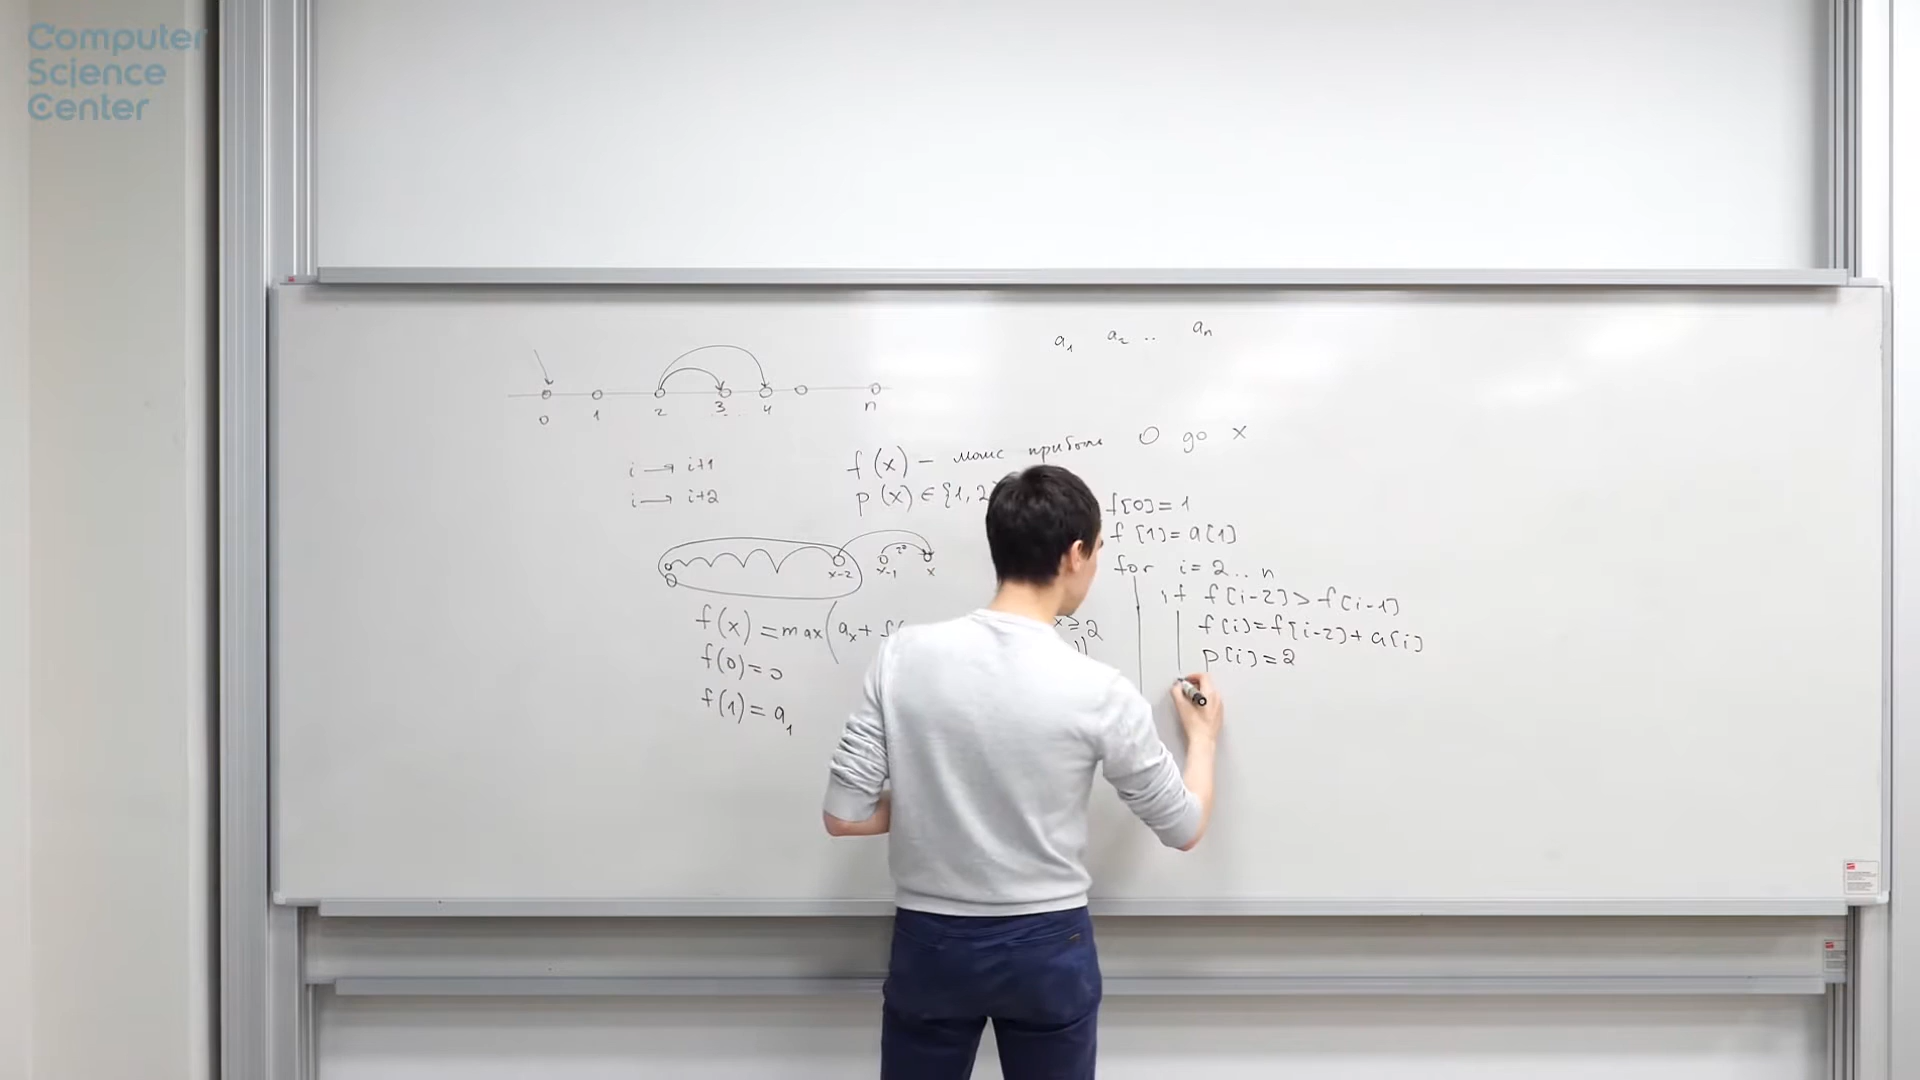 Computer
Science
Center
a₁ a₂ .. aₙ
0 1 2 3 4 n
i → i+1
i → i+2
f(x) — макс прибыль 0 до x
p(x) ∈ {1, 2
0 x-2 x-1 x
f(x) = max(aₓ+ f(
x ≥ 2
f(0) = 0
f(1) = a₁
f[0] = 1
f[1] = a[1]
for i = 2 .. n
if f[i-2] > f[i-1]
f[i] = f[i-2] + a[i]
p[i] = 2